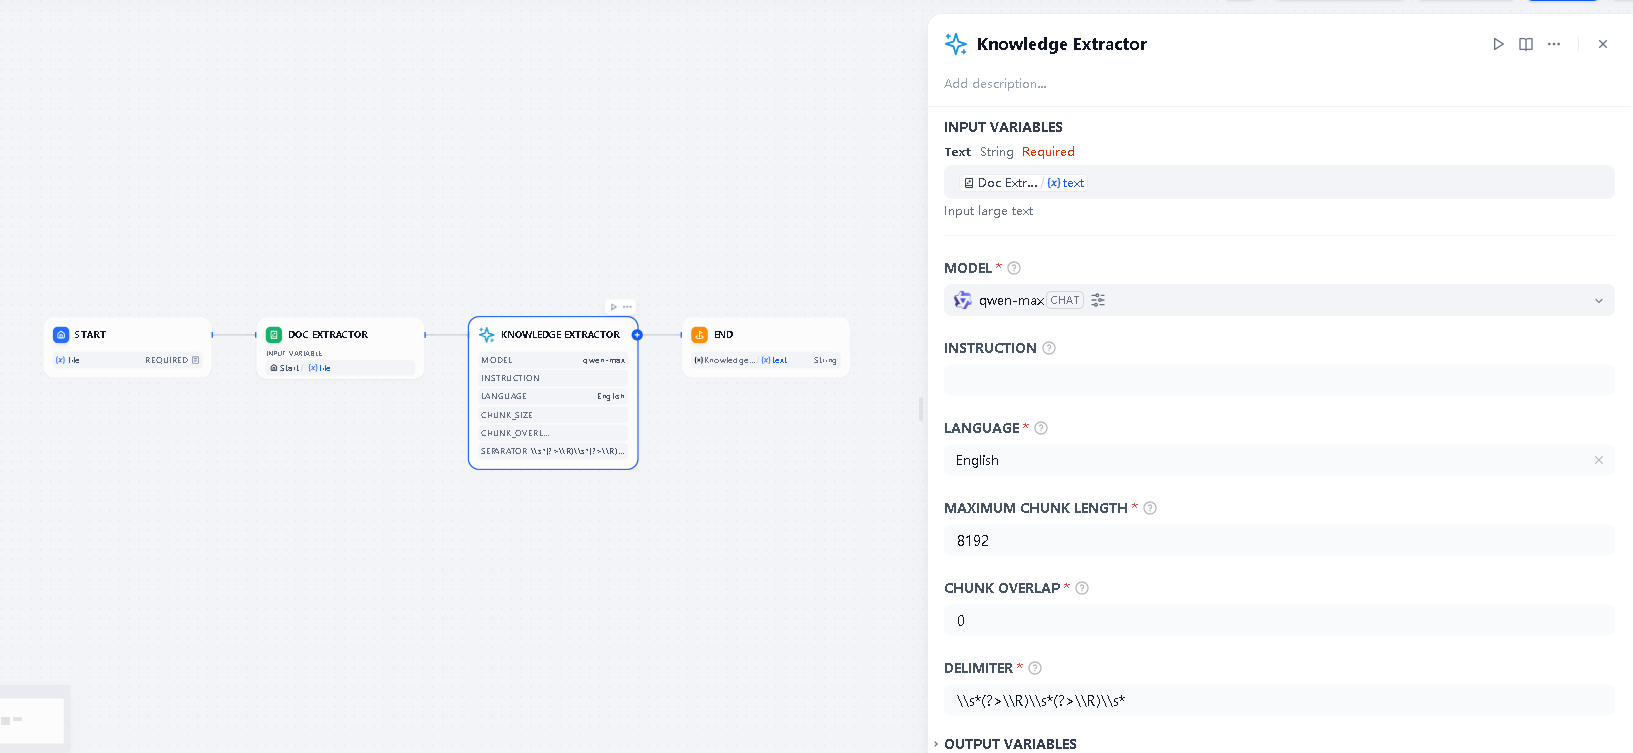 START
{x} file REQUIRED
DOC EXTRACTOR
INPUT VARIABLE
Start / {x} file
KNOWLEDGE EXTRACTOR
MODEL qwen-max
INSTRUCTION
LANGUAGE English
CHUNK_SIZE
CHUNK_OVERL...
SEPARATOR \\s*(?>\\R)\\s*(?>\\R)...
END
{x} Knowledge... / {x} text String
Knowledge Extractor
Add description...
INPUT VARIABLES
Text String Required
Doc Extr... / {x} text
Input large text
MODEL *
qwen-max CHAT
INSTRUCTION
LANGUAGE *
English
MAXIMUM CHUNK LENGTH *
8192
CHUNK OVERLAP *
0
DELIMITER *
\\s*(?>\\R)\\s*(?>\\R)\\s*
OUTPUT VARIABLES